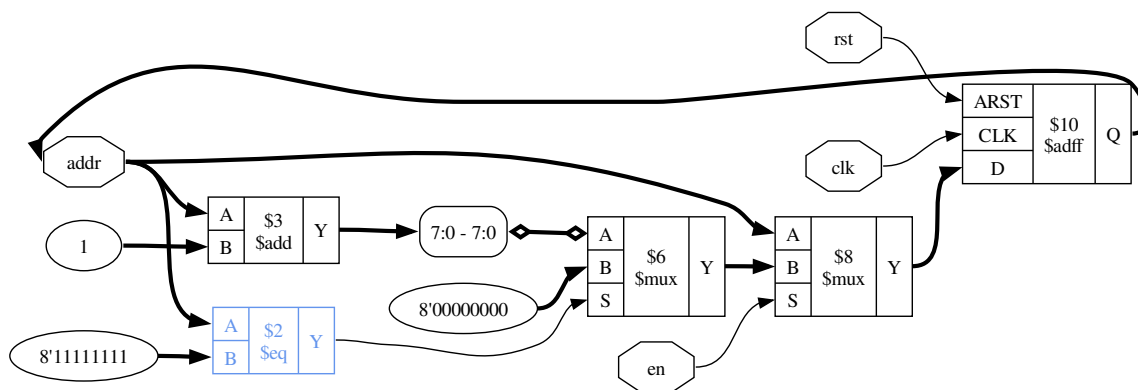 rst
ARST
CLK
D
$10
$adff
Q
clk
addr
A
B
$3
$add
Y
1
7:0 - 7:0
A
B
S
$6
$mux
Y
A
B
S
$8
$mux
Y
8'00000000
A
B
$2
$eq
Y
8'11111111
en